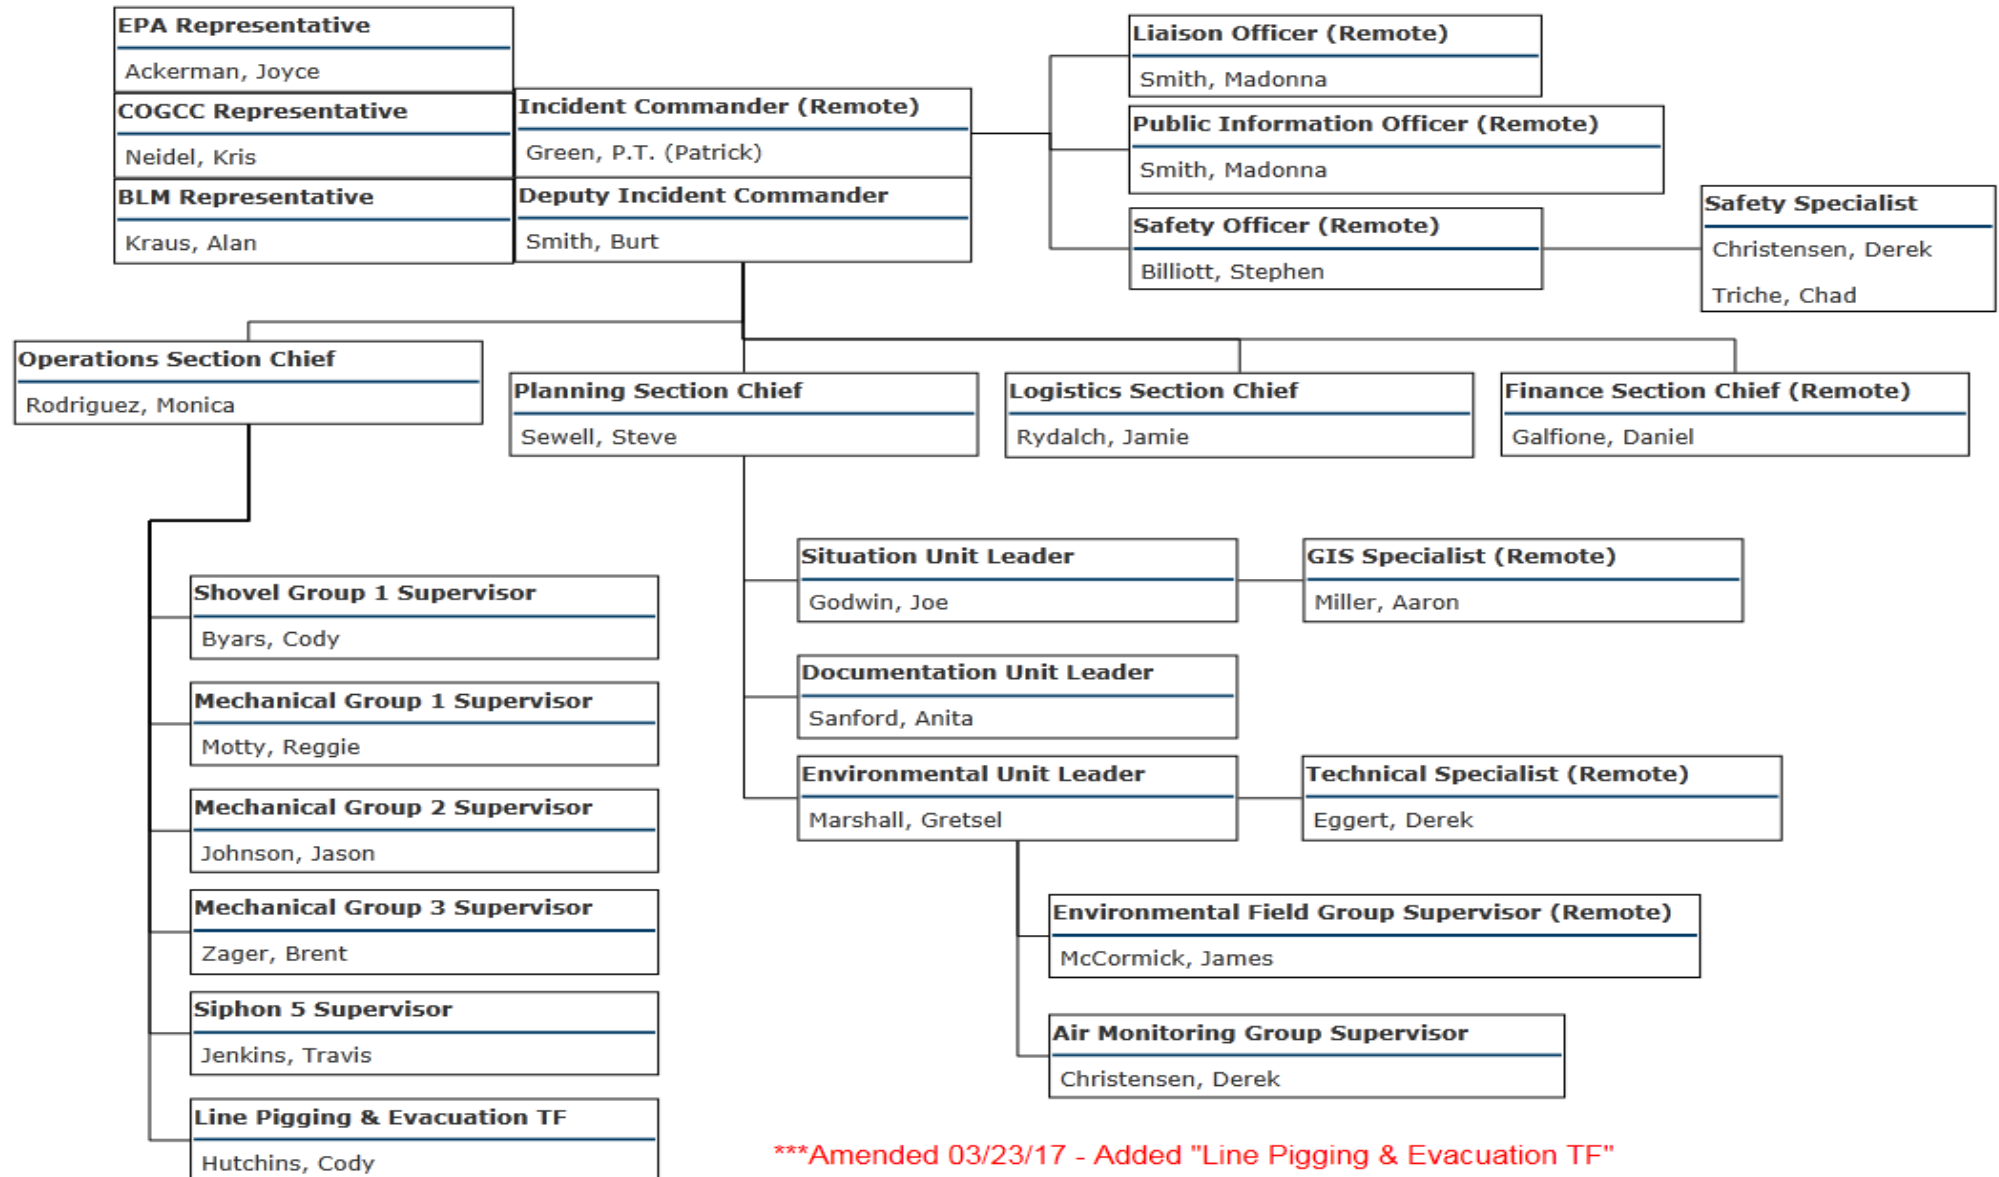 EPA Representative
Ackerman, Joyce
COGCC Representative
Neidel, Kris
BLM Representative
Kraus, Alan
Incident Commander (Remote)
Green, P.T. (Patrick)
Deputy Incident Commander
Smith, Burt
Liaison Officer (Remote)
Smith, Madonna
Public Information Officer (Remote)
Smith, Madonna
Safety Officer (Remote)
Billiott, Stephen
Safety Specialist
Christensen, Derek
Triche, Chad
Operations Section Chief
Rodriguez, Monica
Planning Section Chief
Sewell, Steve
Logistics Section Chief
Rydalch, Jamie
Finance Section Chief (Remote)
Galfione, Daniel
Shovel Group 1 Supervisor
Byars, Cody
Mechanical Group 1 Supervisor
Motty, Reggie
Mechanical Group 2 Supervisor
Johnson, Jason
Mechanical Group 3 Supervisor
Zager, Brent
Siphon 5 Supervisor
Jenkins, Travis
Line Pigging & Evacuation TF
Hutchins, Cody
Situation Unit Leader
Godwin, Joe
GIS Specialist (Remote)
Miller, Aaron
Documentation Unit Leader
Sanford, Anita
Environmental Unit Leader
Marshall, Gretsel
Technical Specialist (Remote)
Eggert, Derek
Environmental Field Group Supervisor (Remote)
McCormick, James
Air Monitoring Group Supervisor
Christensen, Derek
***Amended 03/23/17 - Added "Line Pigging & Evacuation TF"